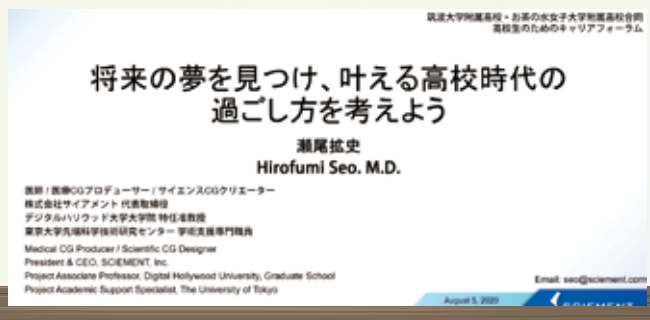 筑波大学附属高校・お茶の水女子大学附属高校合同
高校生のためのキャリアフォーラム
将来の夢を見つけ、叶える高校時代の
過ごし方を考えよう
瀬尾拡史
Hirofumi Seo. M.D.
医師 / 医療CGプロデューサー / サイエンスCGクリエーター
株式会社サイアメント 代表取締役
デジタルハリウッド大学大学院 特任准教授
東京大学先端科学技術研究センター 学術支援専門職員
Medical CG Producer / Scientific CG Designer
President & CEO, SCIEMENT, Inc.
Project Associate Professor, Digital Hollywood University, Graduate School
Project Academic Support Specialist, The University of Tokyo
Email: seo@sciement.com
August 5, 2020
SCIEMENT